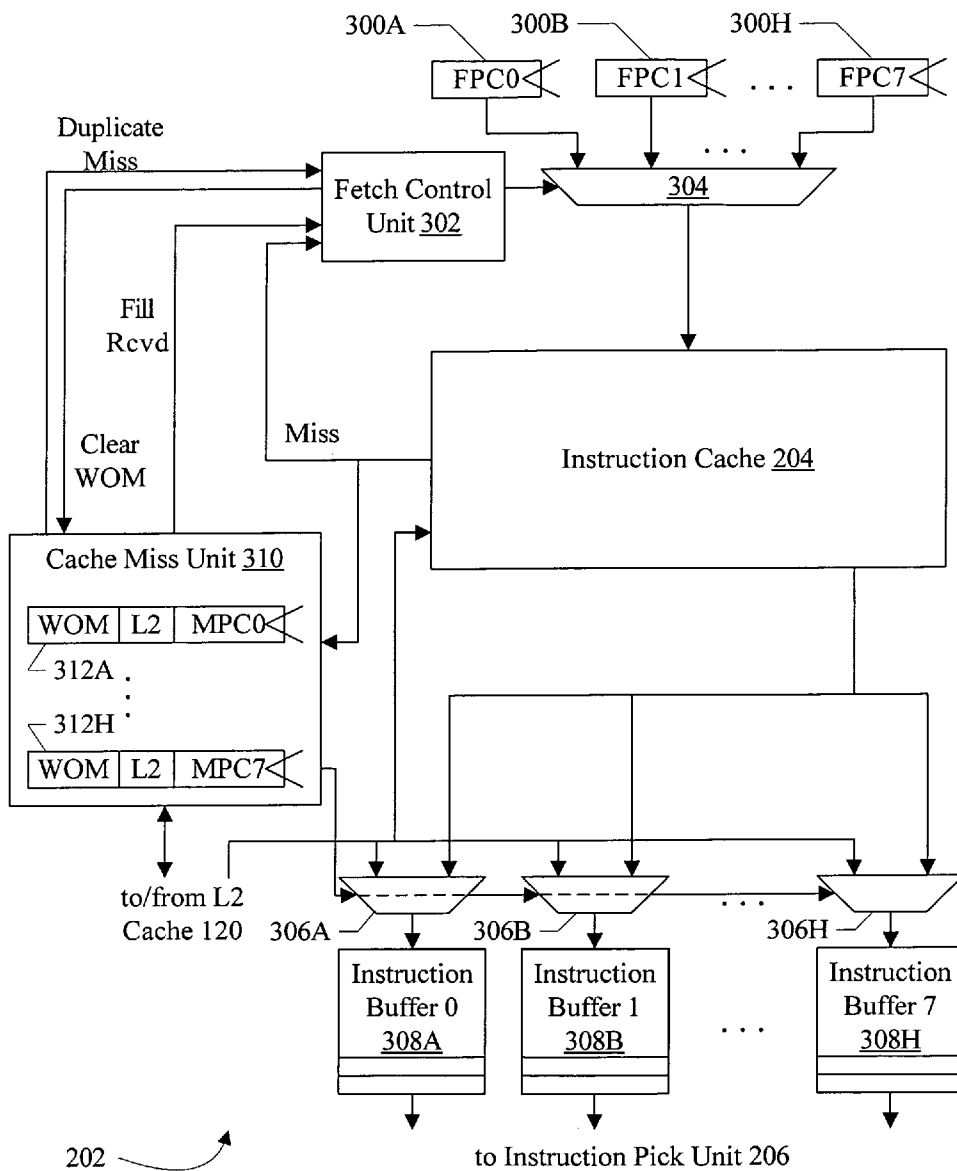 300A
300B
300H
FPC0
FPC1
. . .
FPC7
Duplicate
Miss
. . .
Fetch Control
Unit 302
304
Fill
Rcvd
Clear
WOM
Miss
Instruction Cache 204
Cache Miss Unit 310
WOM L2 MPC0
312A
312H
WOM L2 MPC7
to/from L2
Cache 120
306A
306B
. . .
306H
Instruction
Buffer 0
308A
Instruction
Buffer 1
308B
. . .
Instruction
Buffer 7
308H
202
to Instruction Pick Unit 206